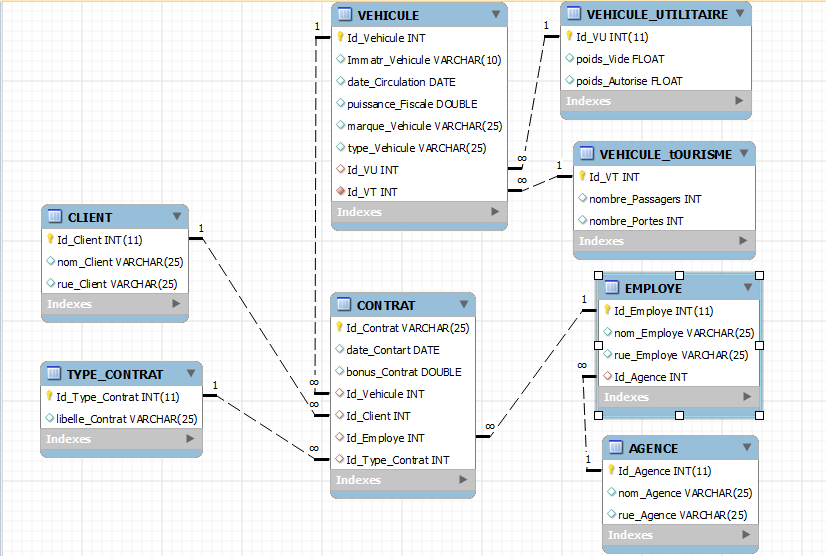 VEHICULE
Id_Vehicule INT
Immatr_Vehicule VARCHAR(10)
date_Circulation DATE
puissance_Fiscale DOUBLE
marque_Vehicule VARCHAR(25)
type_Vehicule VARCHAR(25)
Id_VU INT
Id_VT INT
Indexes
VEHICULE_UTILITAIRE
Id_VU INT(11)
poids_Vide FLOAT
poids_Autorise FLOAT
Indexes
VEHICULE_tOURISME
Id_VT INT
nombre_Passagers INT
nombre_Portes INT
Indexes
CLIENT
Id_Client INT(11)
nom_Client VARCHAR(25)
rue_Client VARCHAR(25)
Indexes
TYPE_CONTRAT
Id_Type_Contrat INT(11)
libelle_Contrat VARCHAR(25)
Indexes
CONTRAT
Id_Contrat VARCHAR(25)
date_Contart DATE
bonus_Contrat DOUBLE
Id_Vehicule INT
Id_Client INT
Id_Employe INT
Id_Type_Contrat INT
Indexes
EMPLOYE
Id_Employe INT(11)
nom_Employe VARCHAR(25)
rue_Employe VARCHAR(25)
Id_Agence INT
Indexes
AGENCE
Id_Agence INT(11)
nom_Agence VARCHAR(25)
rue_Agence VARCHAR(25)
Indexes
1
∞
1
∞
1
∞
1
∞
1
∞
1
∞
1
∞